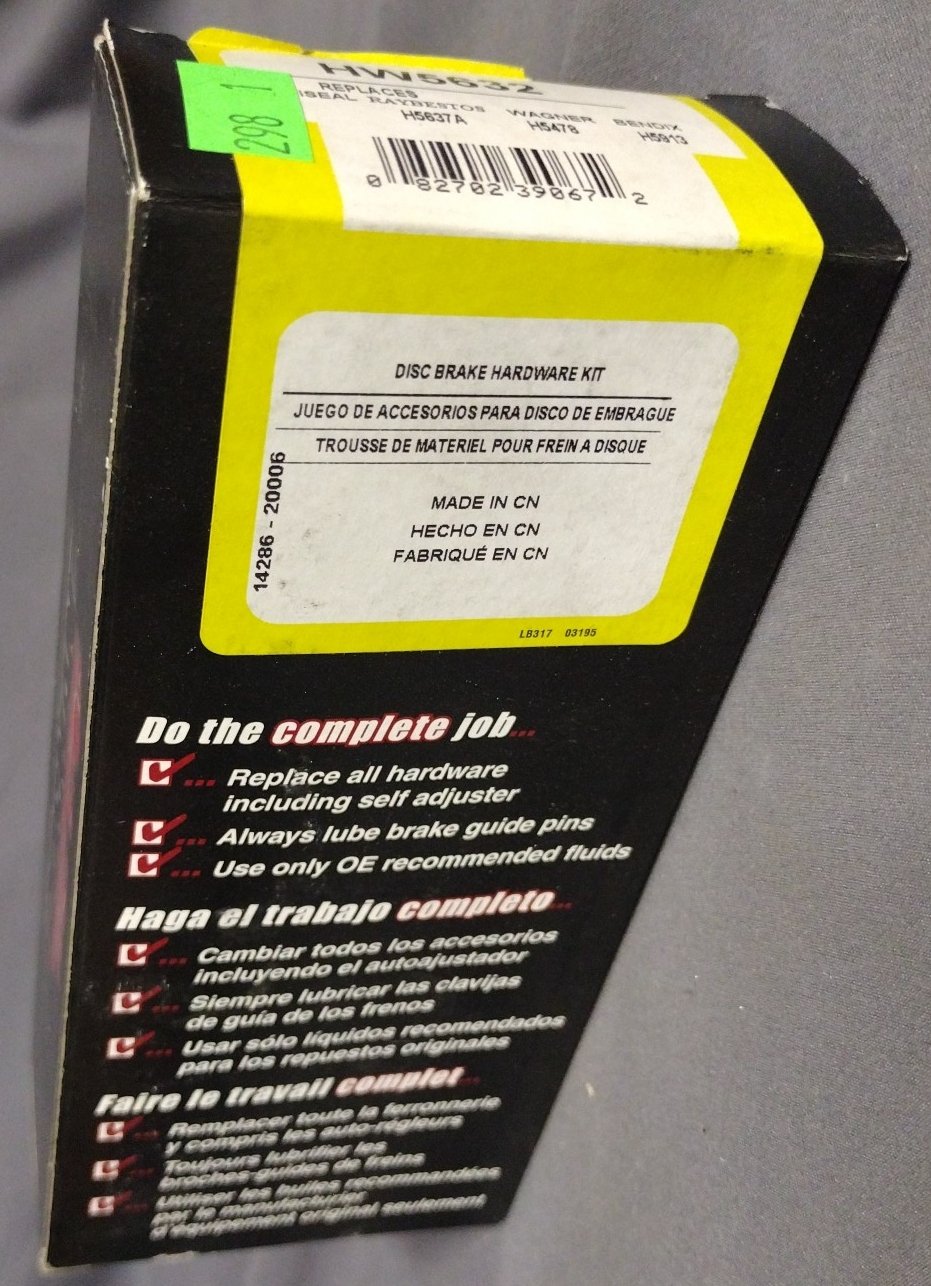 298 1
HW5632
REPLACES
ISEAL RAYBESTOS WAGNER BENDIX
H5637A H5478 H5913
0 82702 39067 2
DISC BRAKE HARDWARE KIT
JUEGO DE ACCESORIOS PARA DISCO DE EMBRAGUE
TROUSSE DE MATERIEL POUR FREIN A DISQUE
14286 - 20006
MADE IN CN
HECHO EN CN
FABRIQUÉ EN CN
LB317 03195
Do the complete job...
... Replace all hardware
including self adjuster
... Always lube brake guide pins
... Use only OE recommended fluids
Haga el trabajo completo...
... Cambiar todos los accesorios
incluyendo el autoajustador
... Siempre lubricar las clavijas
de guía de los frenos
... Usar sólo líquidos recomendados
para los repuestos originales
Faire le travail complet...
... Remplacer toute la ferronnerie
y compris les auto-régleurs
... Toujours lubrifier les
broches-guides de freins
... Utiliser les huiles recommandées
par le manufacturier
d'équipement original seulement